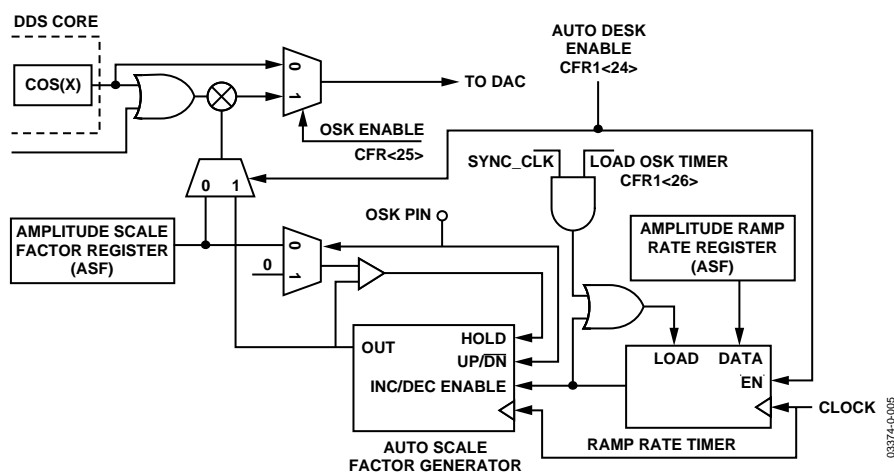 DDS CORE
COS(X)
0
1
TO DAC
OSK ENABLE
CFR<25>
AUTO DESK
ENABLE
CFR1<24>
0 1
SYNC_CLK
LOAD OSK TIMER
CFR1<26>
OSK PIN
AMPLITUDE SCALE
FACTOR REGISTER
(ASF)
0
0
1
AMPLITUDE RAMP
RATE REGISTER
(ASF)
HOLD
OUT
UP/DN
INC/DEC ENABLE
LOAD DATA
EN
CLOCK
AUTO SCALE
FACTOR GENERATOR
RAMP RATE TIMER
03374-0-005